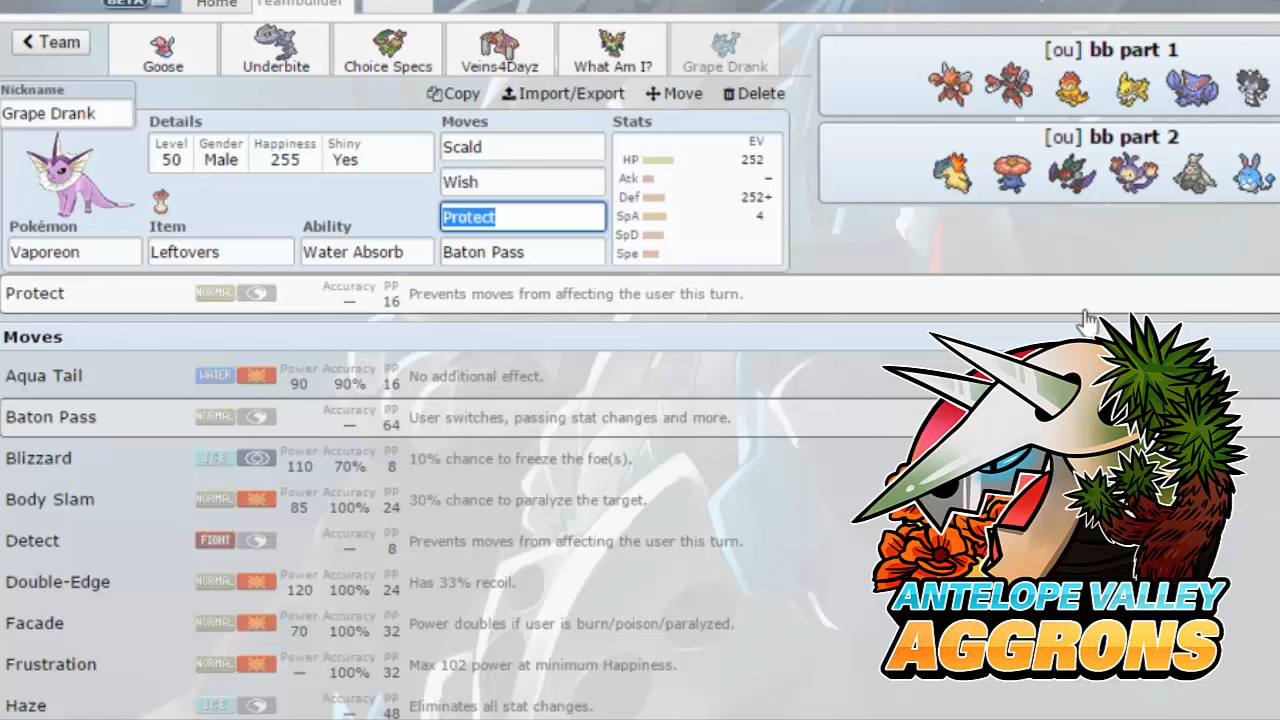 BETA
Home
Teambuilder
Team
Goose
Underbite
Choice Specs
Veins4Dayz
What Am I?
Grape Drank
[ou] bb part 1
[ou] bb part 2
Nickname
Grape Drank
Copy Import/Export Move Delete
Details
Level Gender Happiness Shiny
50 Male 255 Yes
Moves
Scald
Wish
Protect
Baton Pass
Stats
EV
HP 252
Atk –
Def 252+
SpA 4
SpD
Spe
Pokémon Item Ability
Vaporeon Leftovers Water Absorb
Protect NORMAL Accuracy — PP 16 Prevents moves from affecting the user this turn.
Moves
Aqua Tail WATER Power 90 Accuracy 90% PP 16 No additional effect.
Baton Pass NORMAL Accuracy — PP 64 User switches, passing stat changes and more.
Blizzard ICE Power 110 Accuracy 70% PP 8 10% chance to freeze the foe(s).
Body Slam NORMAL Power 85 Accuracy 100% PP 24 30% chance to paralyze the target.
Detect FIGHT Accuracy — PP 8 Prevents moves from affecting the user this turn.
Double-Edge NORMAL Power 120 Accuracy 100% PP 24 Has 33% recoil.
Facade NORMAL Power 70 Accuracy 100% PP 32 Power doubles if user is burn/poison/paralyzed.
Frustration NORMAL Power — Accuracy 100% PP 32 Max 102 power at minimum Happiness.
Haze ICE Accuracy — PP 48 Eliminates all stat changes.
ANTELOPE VALLEY
AGGRONS